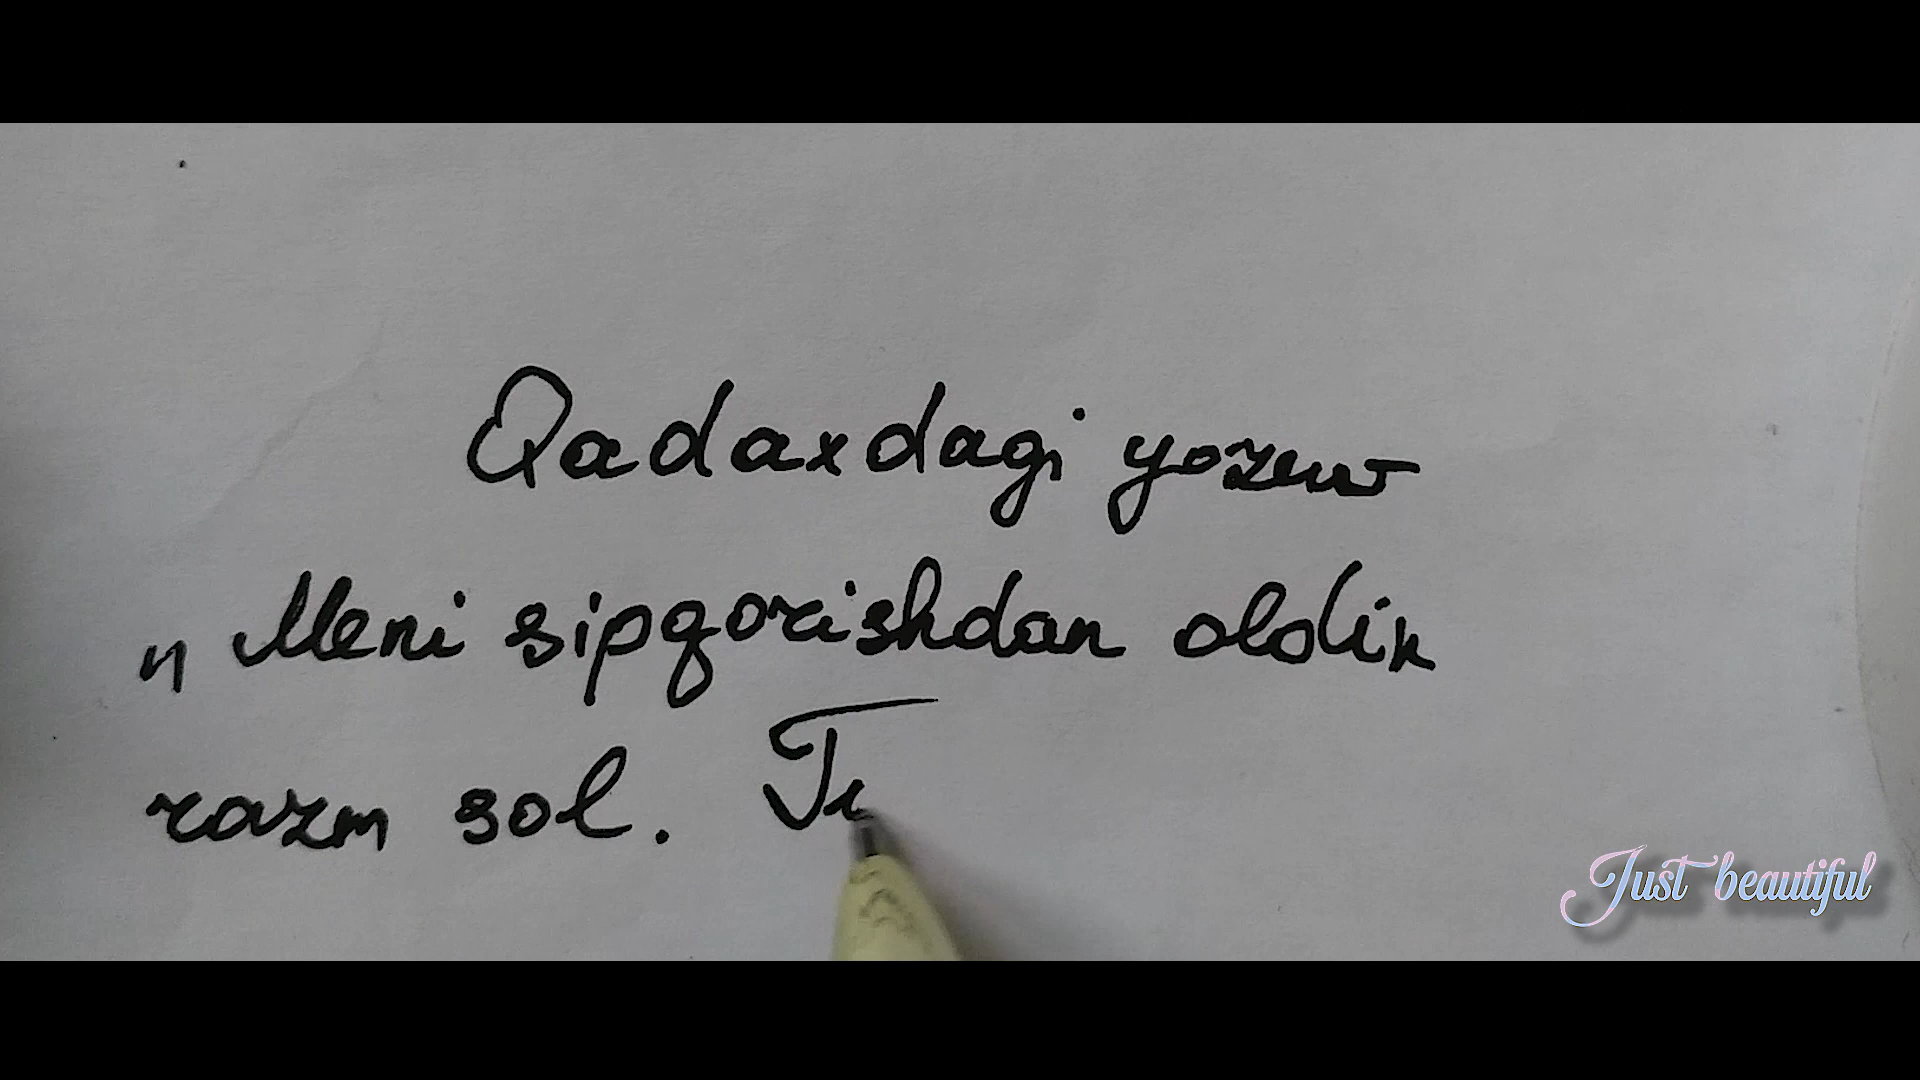 Qadaxdagi yozuv
„Meni sipqorishdan oldin
razm sol. 
Just beautiful